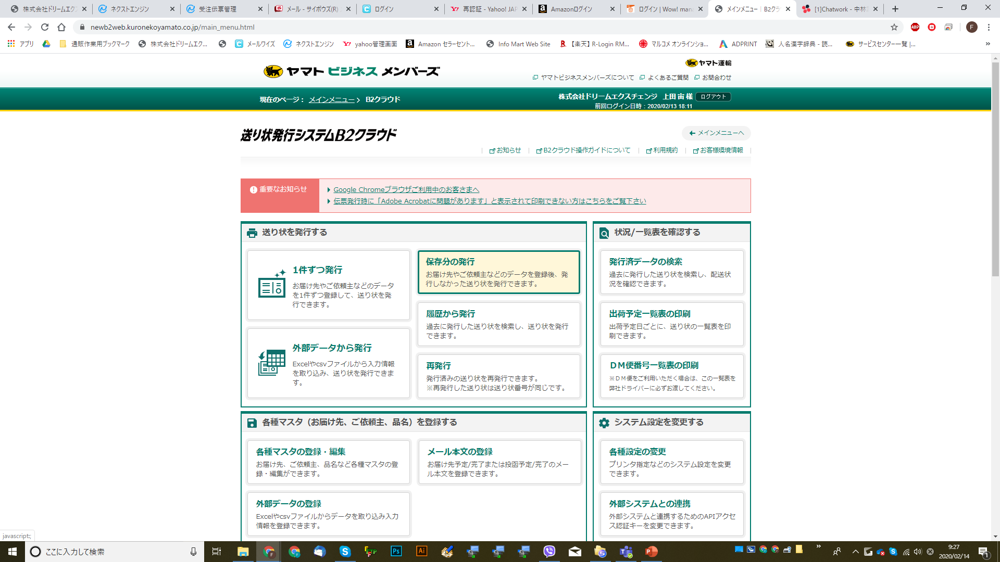 株式会社ドリームエク
ネクストエンジン
受注伝票管理
メール - サイボウズ(R)
ログイン
再認証 - Yahoo! JAP
Amazonログイン
ログイン | Wow! mana
メインメニュー｜B2クラ
[1]Chatwork - 中林
newb2web.kuronekoyamato.co.jp/main_menu.html
アプリ
通販作業用ブックマーク
株式会社ドリームエク...
メールワイズ
ネクストエンジン
yahoo管理画面
Amazon セラーセント...
Info Mart Web Site
【楽天】R-Login RM...
マルコメ オンラインショ...
ADPRINT
人名漢字辞典 - 読...
サービスセンター一覧 |...
ヤマト ビジネス メンバーズ
ヤマト運輸
ヤマトビジネスメンバーズについて よくあるご質問 お問合わせ
現在のページ： メインメニュー > B2クラウド
株式会社ドリームエクスチェンジ 上田 宙 様 ログアウト
前回ログイン日時：2020/02/13 18:11
送り状発行システムB2クラウド
メインメニューへ
お知らせ B2クラウド操作ガイドについて 利用規約 お客様環境情報
重要なお知らせ
Google Chromeブラウザご利用中のお客さまへ
伝票発行時に「Adobe Acrobatに問題があります」と表示されて印刷できない方はこちらをご覧下さい
送り状を発行する
1件ずつ発行
お届け先やご依頼主などのデータ
を1件ずつ登録して、送り状を発
行できます。
外部データから発行
Excelやcsvファイルから入力情報
を取り込み、送り状を発行できま
す。
保存分の発行
お届け先やご依頼主などのデータを登録後、発
行しなかった送り状を発行できます。
履歴から発行
過去に発行した送り状を検索し、送り状を発行
できます。
再発行
発行済みの送り状を再発行できます。
※再発行した送り状は送り状番号が同じです。
状況/一覧表を確認する
発行済データの検索
過去に発行した送り状を検索し、配送状
況を確認できます。
出荷予定一覧表の印刷
出荷予定日ごとに、送り状の一覧表を印
刷できます。
ＤＭ便番号一覧表の印刷
※ＤＭ便をご利用いただく場合は、この一覧表を
弊社ドライバーに必ずお渡してください。
各種マスタ（お届け先、ご依頼主、品名）を登録する
各種マスタの登録・編集
お届け先、ご依頼主、品名など各種マスタの登
録・編集ができます。
メール本文の登録
お届け予定/完了または投函予定/完了のメー
ル本文を登録できます。
外部データの登録
Excelやcsvファイルからデータを取り込み入力
情報を登録できます。
システム設定を変更する
各種設定の変更
プリンタ指定などのシステム設定を変更
できます。
外部システムとの連携
外部システムと連携するためのAPIアクセ
ス認証キーを変更できます。
javascript:;
ここに入力して検索
9:27
2020/02/14